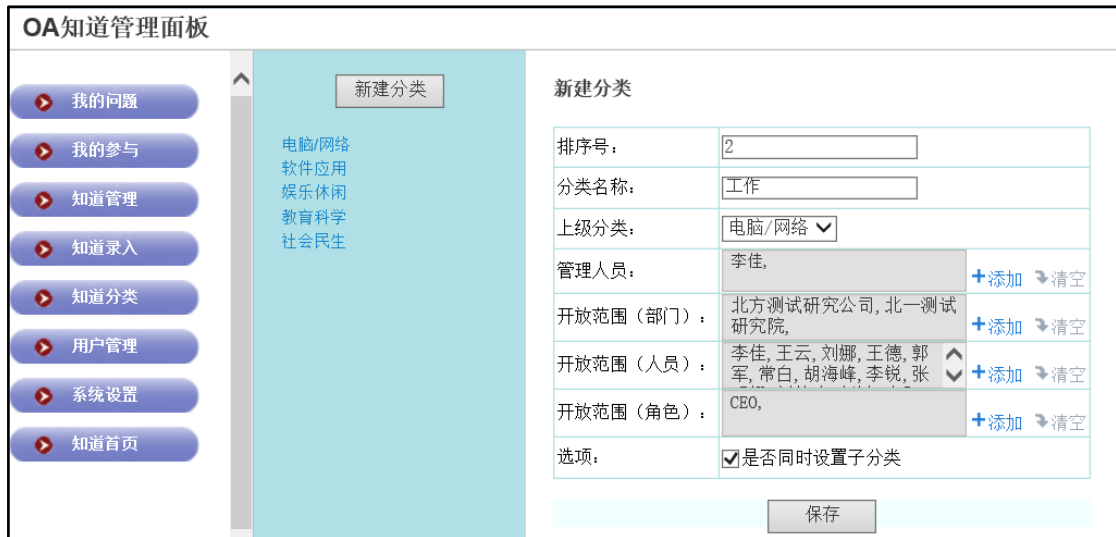 OA知道管理面板
我的问题
我的参与
知道管理
知道录入
知道分类
用户管理
系统设置
知道首页
新建分类
电脑/网络
软件应用
娱乐休闲
教育科学
社会民生
新建分类
排序号： 2
分类名称： 工作
上级分类： 电脑/网络
管理人员： 李佳, 添加 清空
开放范围（部门）： 北方测试研究公司,北一测试
研究院, 添加 清空
开放范围（人员）： 李佳,王云,刘娜,王德,郭
军,常白,胡海峰,李锐,张 添加 清空
开放范围（角色）： CEO, 添加 清空
选项： 是否同时设置子分类
保存